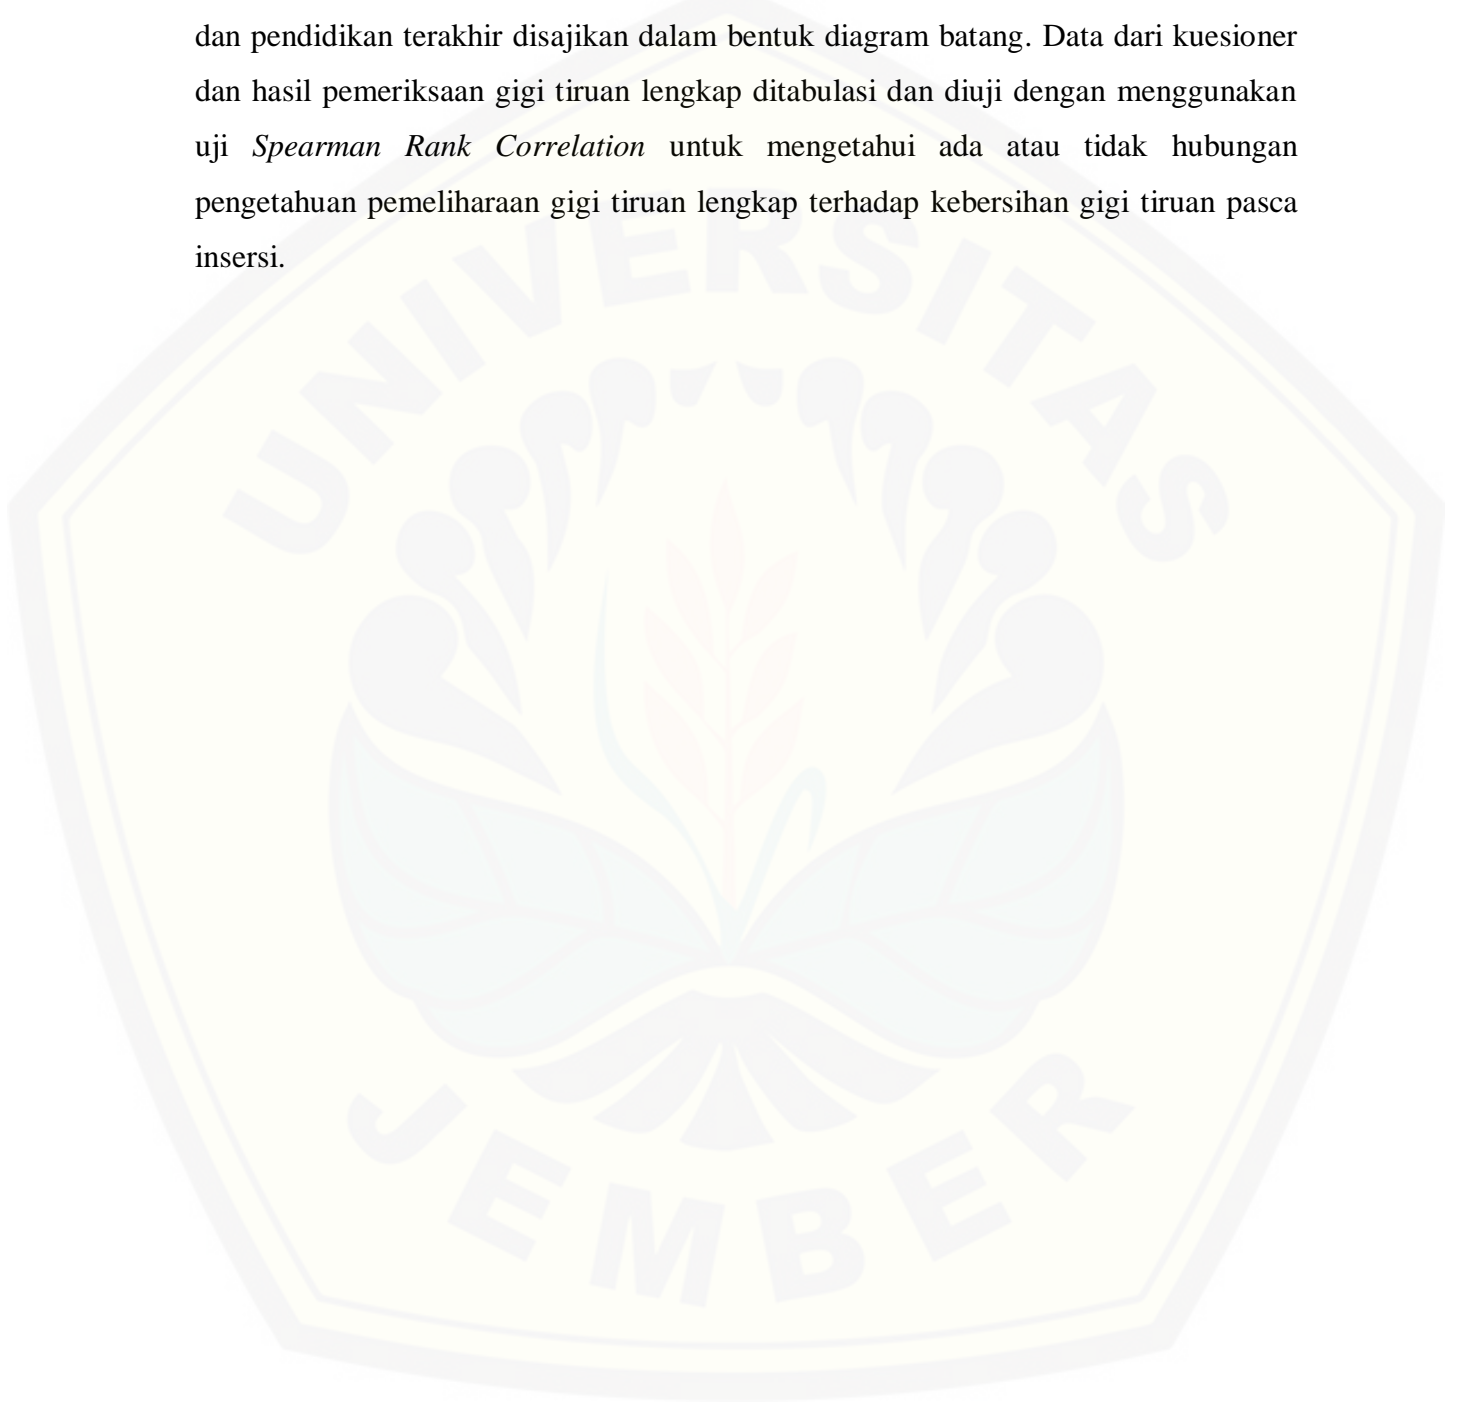 dan pendidikan terakhir disajikan dalam bentuk diagram batang. Data dari kuesioner
dan hasil pemeriksaan gigi tiruan lengkap ditabulasi dan diuji dengan menggunakan
uji Spearman Rank Correlation untuk mengetahui ada atau tidak hubungan
pengetahuan pemeliharaan gigi tiruan lengkap terhadap kebersihan gigi tiruan pasca
insersi.
UNIVERSITAS
JEMBER